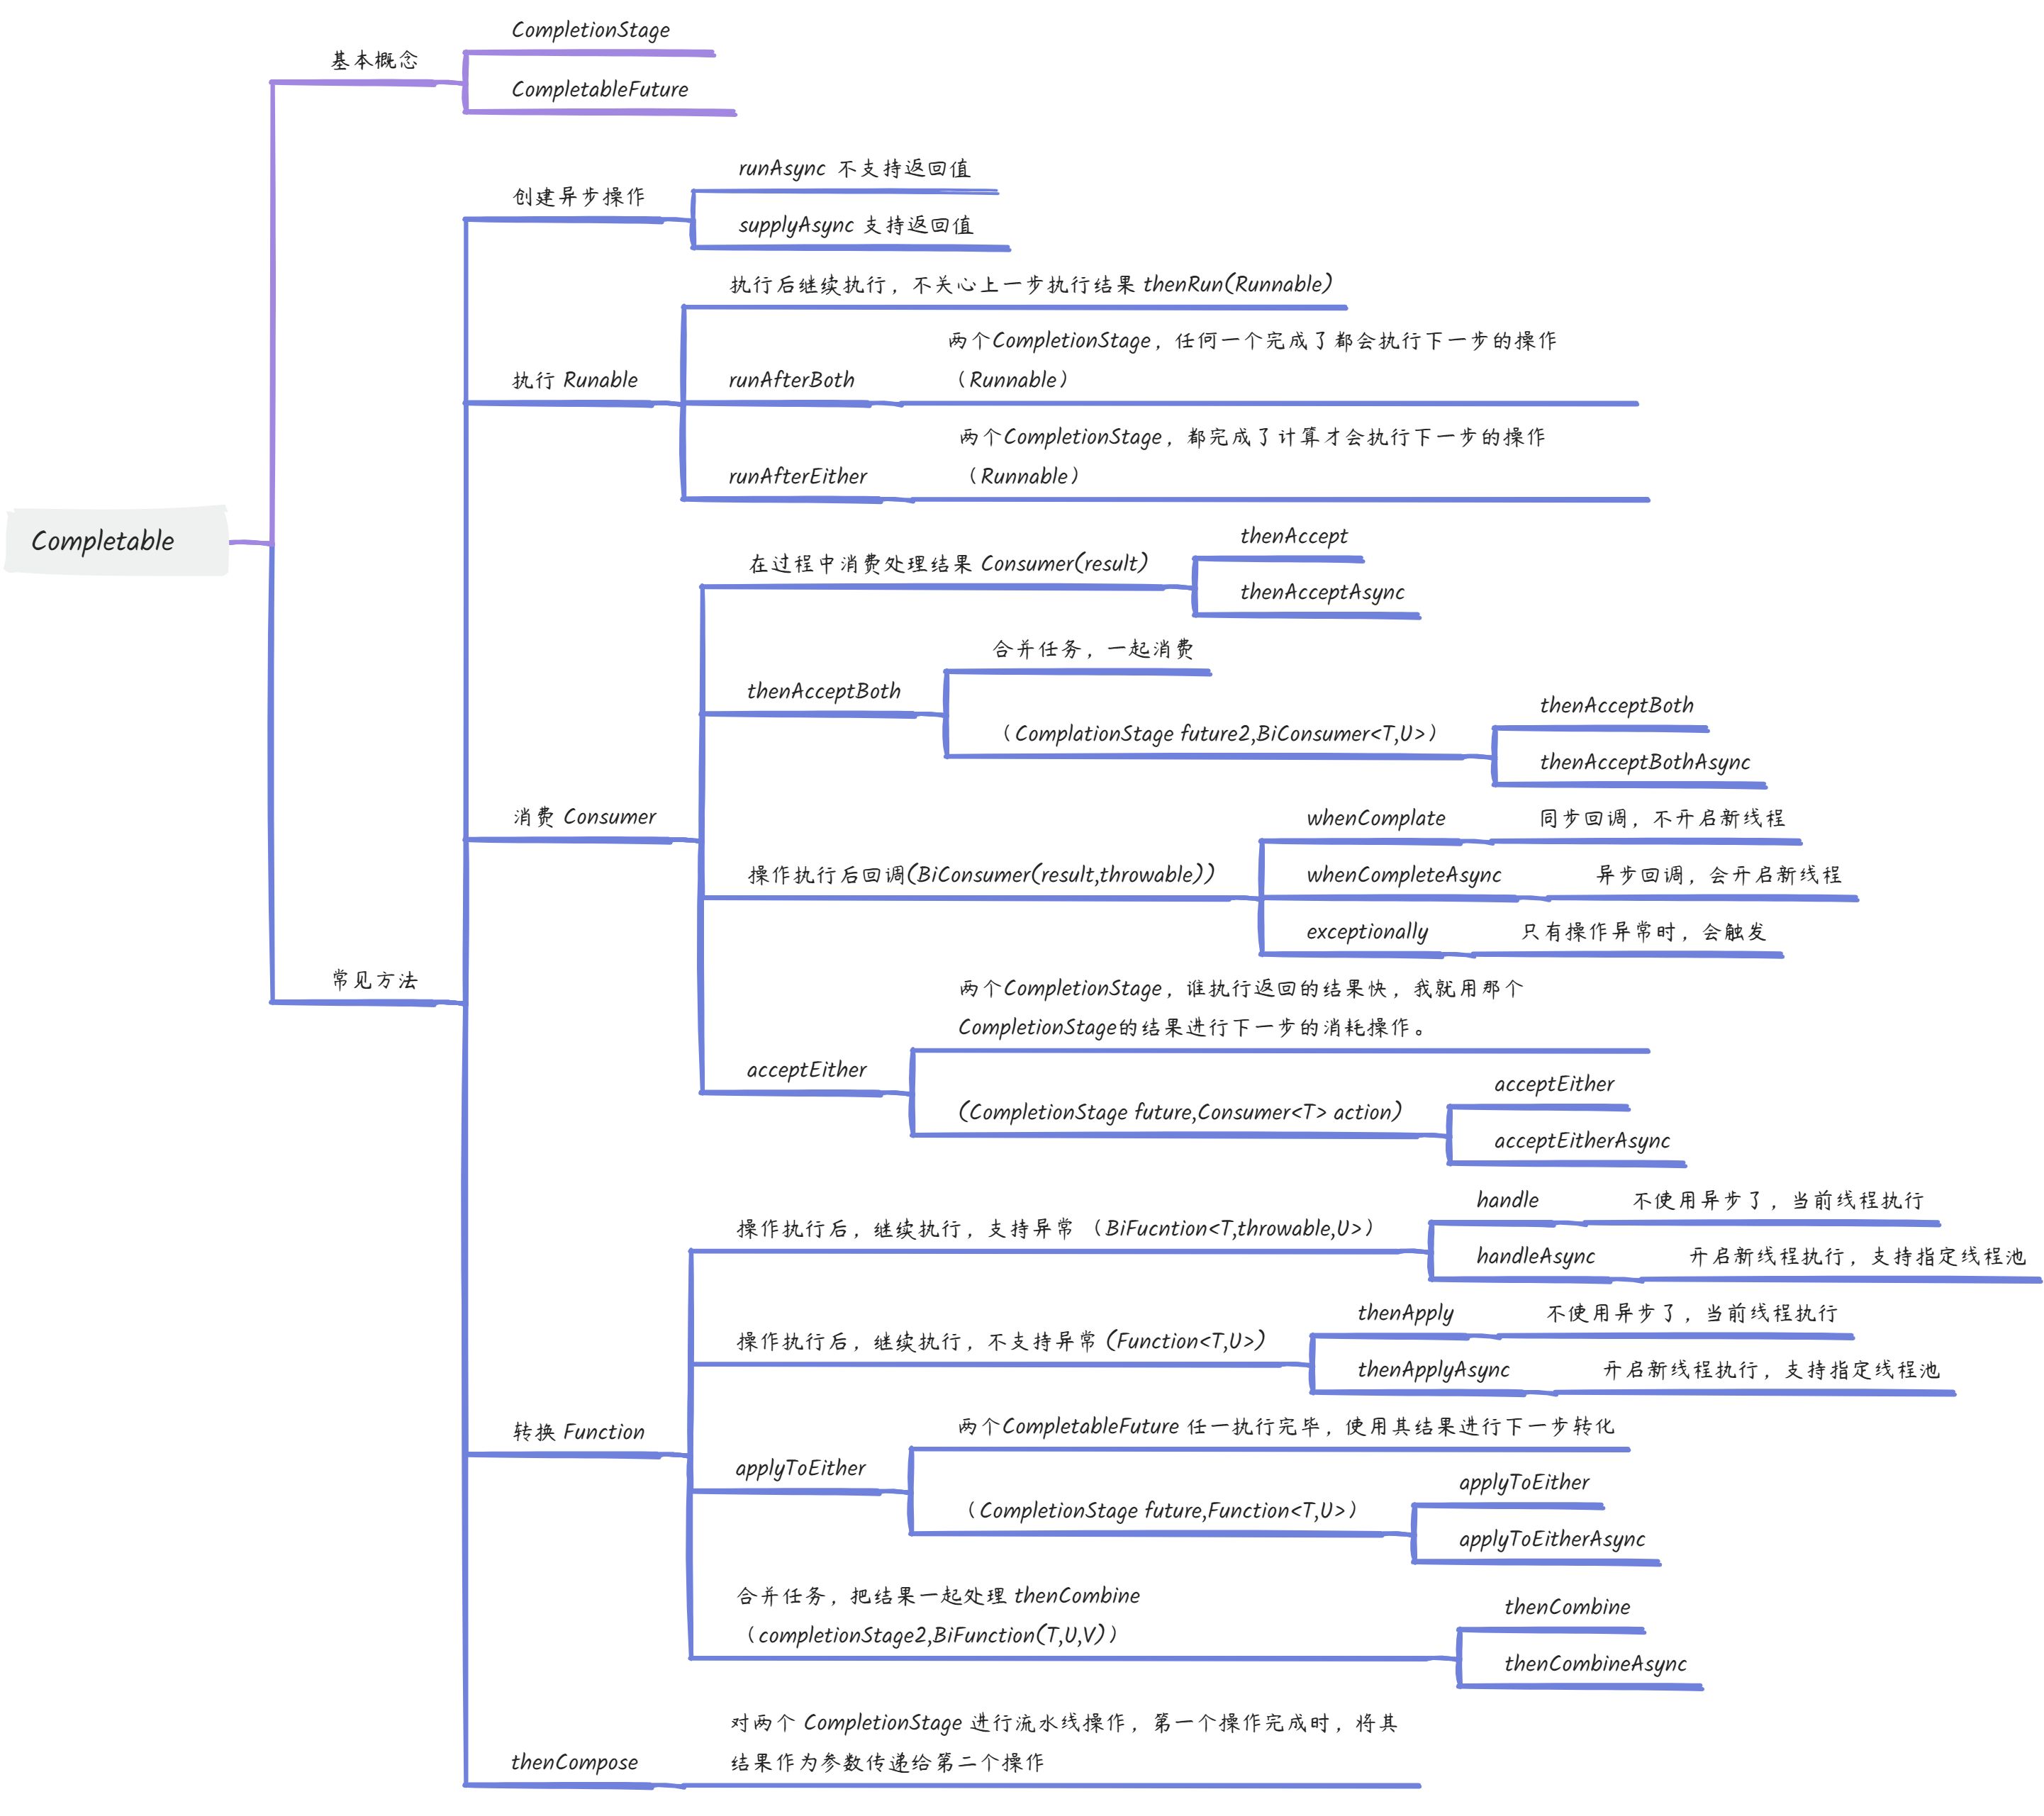 Completable
基本概念
CompletionStage
CompletableFuture
常见方法
创建异步操作
runAsync 不支持返回值
supplyAsync 支持返回值
执行 Runable
执行后继续执行，不关心上一步执行结果 thenRun(Runnable)
runAfterBoth
两个CompletionStage，任何一个完成了都会执行下一步的操作
（Runnable）
runAfterEither
两个CompletionStage，都完成了计算才会执行下一步的操作
（Runnable）
消费 Consumer
在过程中消费处理结果 Consumer(result)
thenAccept
thenAcceptAsync
thenAcceptBoth
合并任务，一起消费
（ComplationStage future2,BiConsumer<T,U>）
thenAcceptBoth
thenAcceptBothAsync
操作执行后回调(BiConsumer(result,throwable))
whenComplate
同步回调，不开启新线程
whenCompleteAsync
异步回调，会开启新线程
exceptionally
只有操作异常时，会触发
acceptEither
两个CompletionStage，谁执行返回的结果快，我就用那个
CompletionStage的结果进行下一步的消耗操作。
(CompletionStage future,Consumer<T> action)
acceptEither
acceptEitherAsync
转换 Function
操作执行后，继续执行，支持异常 （BiFucntion<T,throwable,U>）
handle
不使用异步了，当前线程执行
handleAsync
开启新线程执行，支持指定线程池
操作执行后，继续执行，不支持异常 (Function<T,U>)
thenApply
不使用异步了，当前线程执行
thenApplyAsync
开启新线程执行，支持指定线程池
applyToEither
两个CompletableFuture 任一执行完毕，使用其结果进行下一步转化
（CompletionStage future,Function<T,U>）
applyToEither
applyToEitherAsync
合并任务，把结果一起处理 thenCombine
（completionStage2,BiFunction(T,U,V)）
thenCombine
thenCombineAsync
thenCompose
对两个 CompletionStage 进行流水线操作，第一个操作完成时，将其
结果作为参数传递给第二个操作